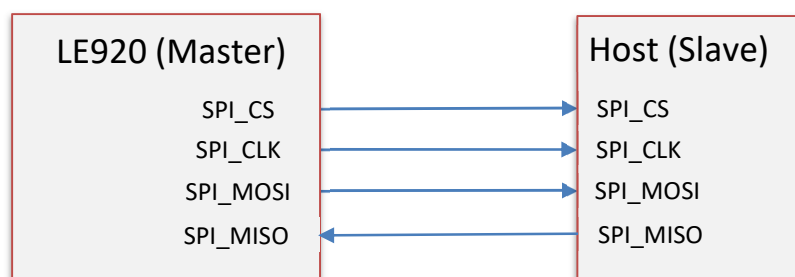 LE920 (Master)
Host (Slave)
SPI_CS
SPI_CS
SPI_CLK
SPI_CLK
SPI_MOSI
SPI_MOSI
SPI_MISO
SPI_MISO